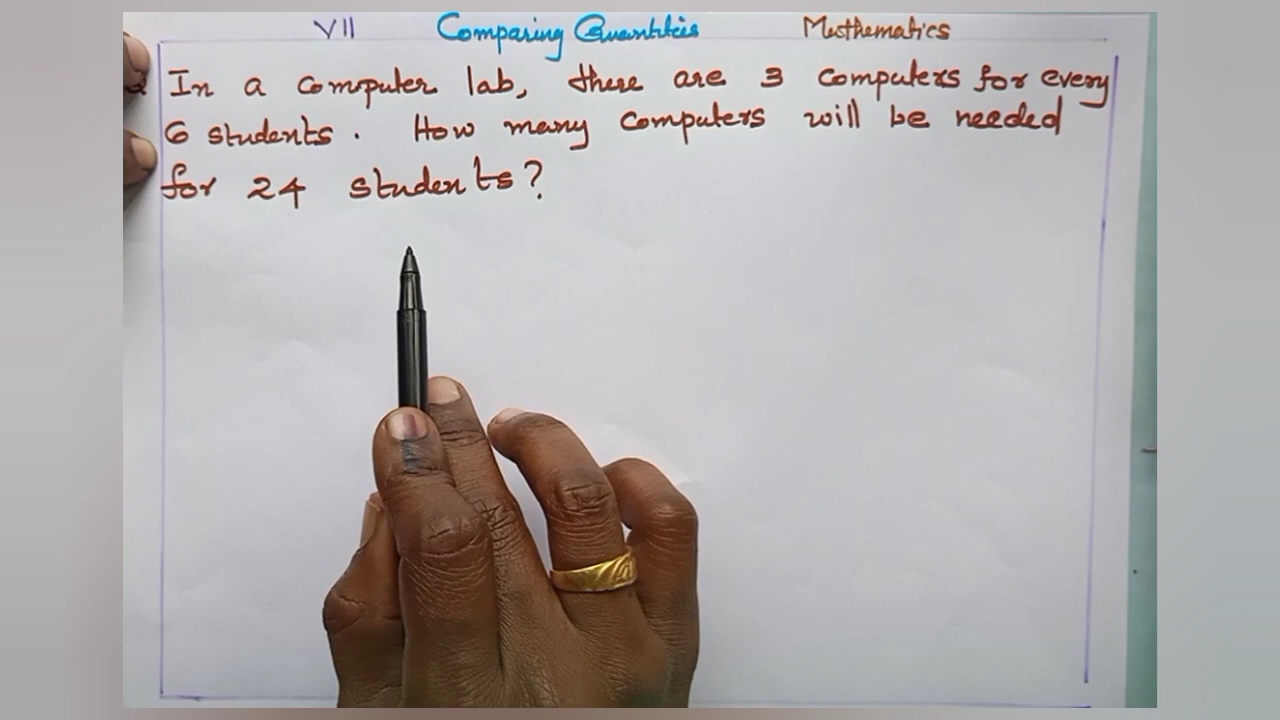 VII Comparing Quantities Mathematics
In a computer lab, there are 3 computers for every
6 students. How many computers will be needed
for 24 students?